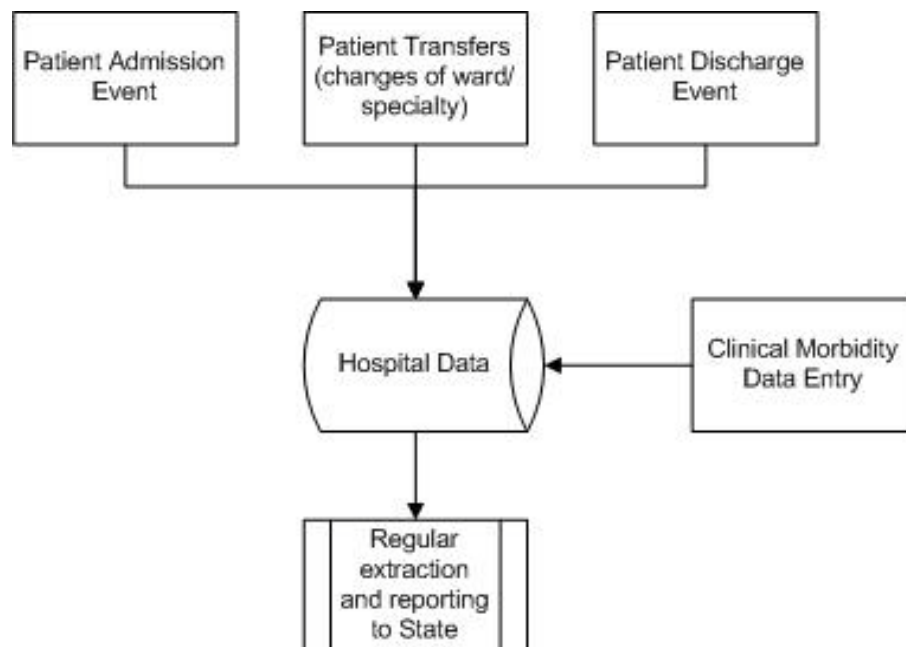 Patient Admission
Event
Patient Transfers
(changes of ward/
specialty)
Patient Discharge
Event
Hospital Data
Clinical Morbidity
Data Entry
Regular
extraction
and reporting
to State